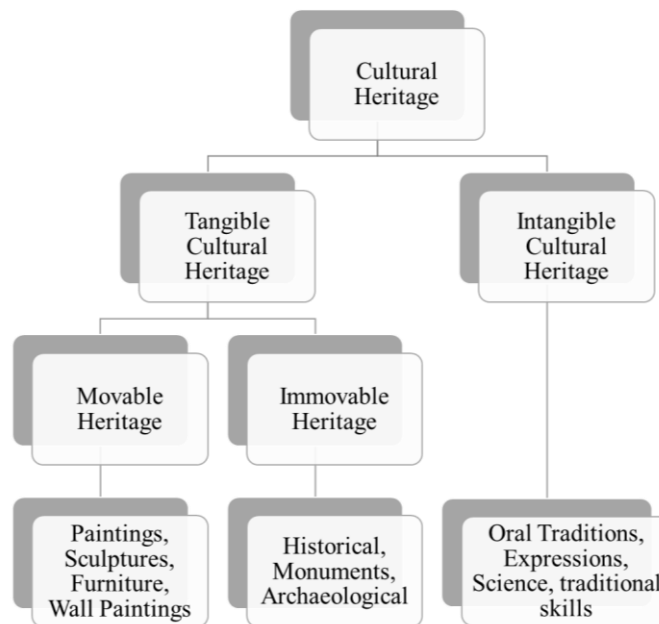 Cultural
Heritage
Tangible
Cultural
Heritage
Intangible
Cultural
Heritage
Movable
Heritage
Immovable
Heritage
Paintings,
Sculptures,
Furniture,
Wall Paintings
Historical,
Monuments,
Archaeological
Oral Traditions,
Expressions,
Science, traditional
skills